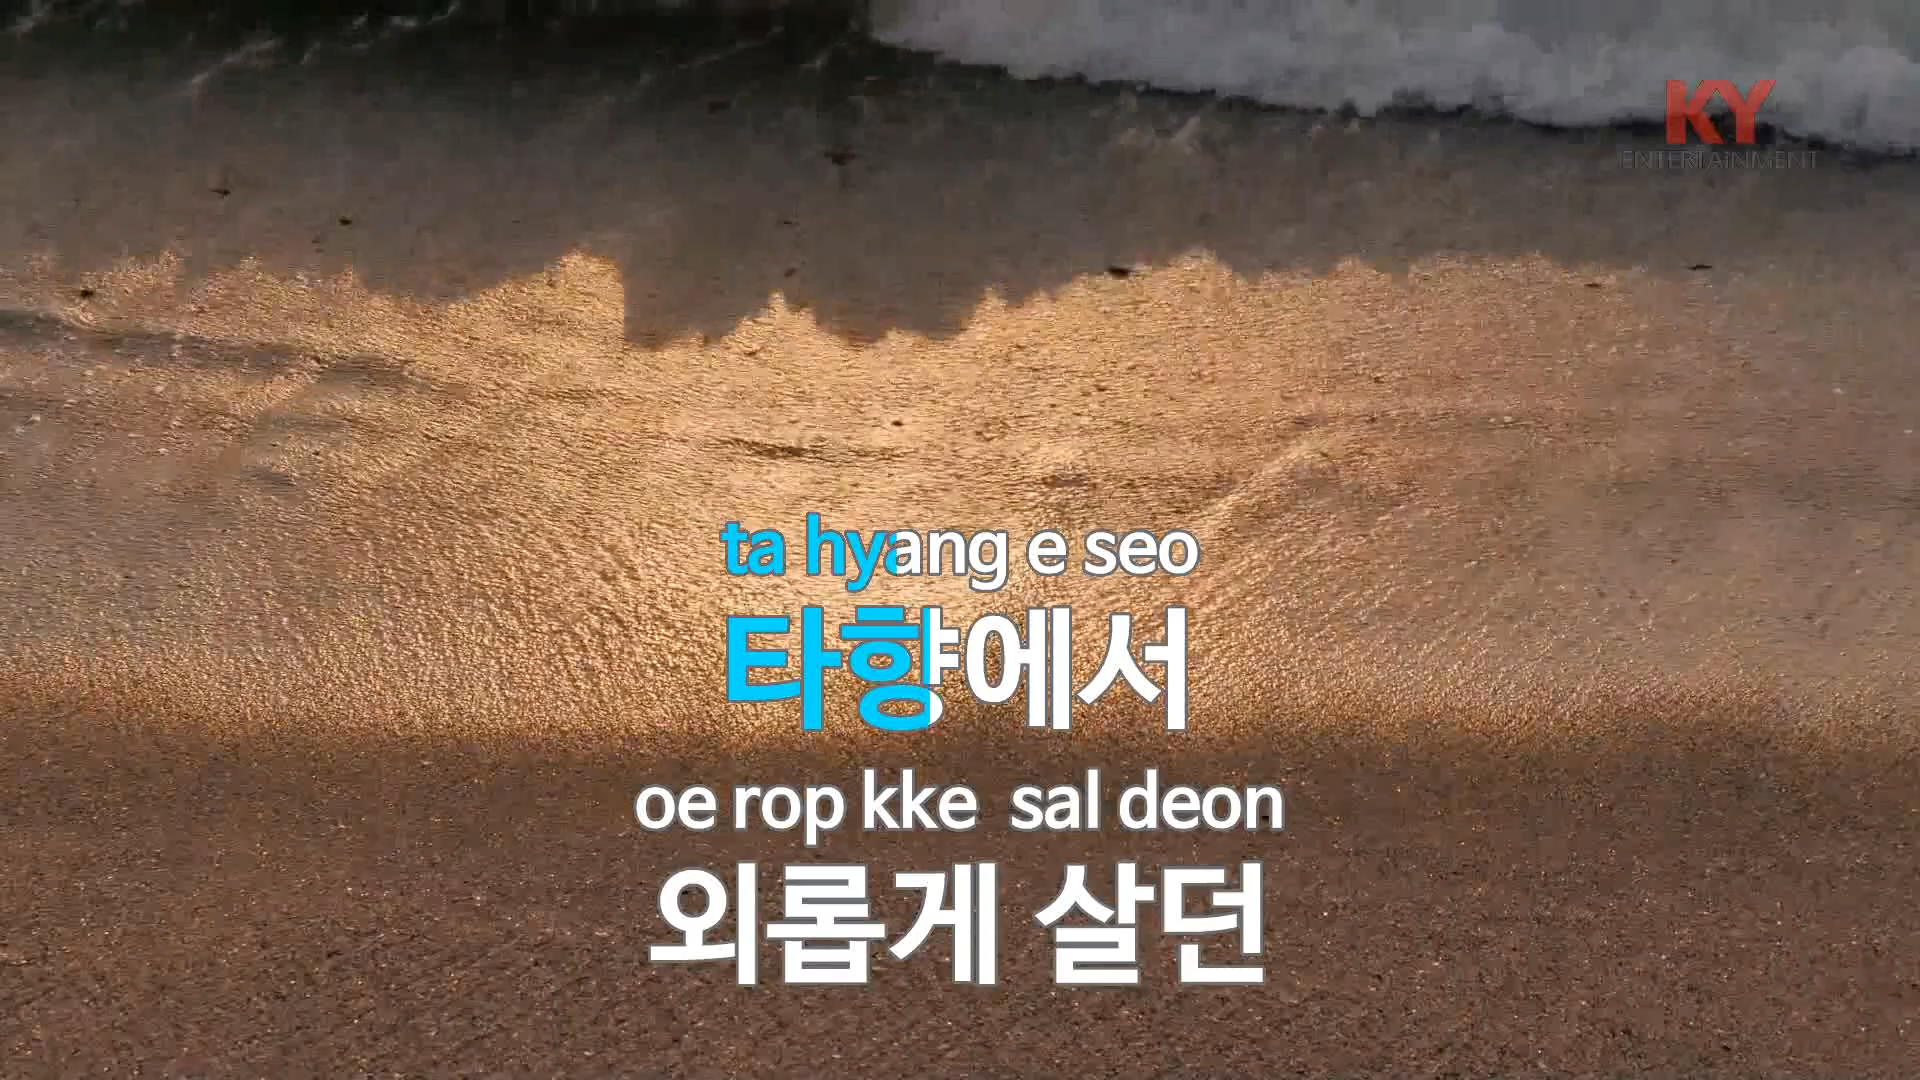 KY
ENTERTAINMENT
ta hyang e seo
타향에서
oe rop kke sal deon
외롭게 살던